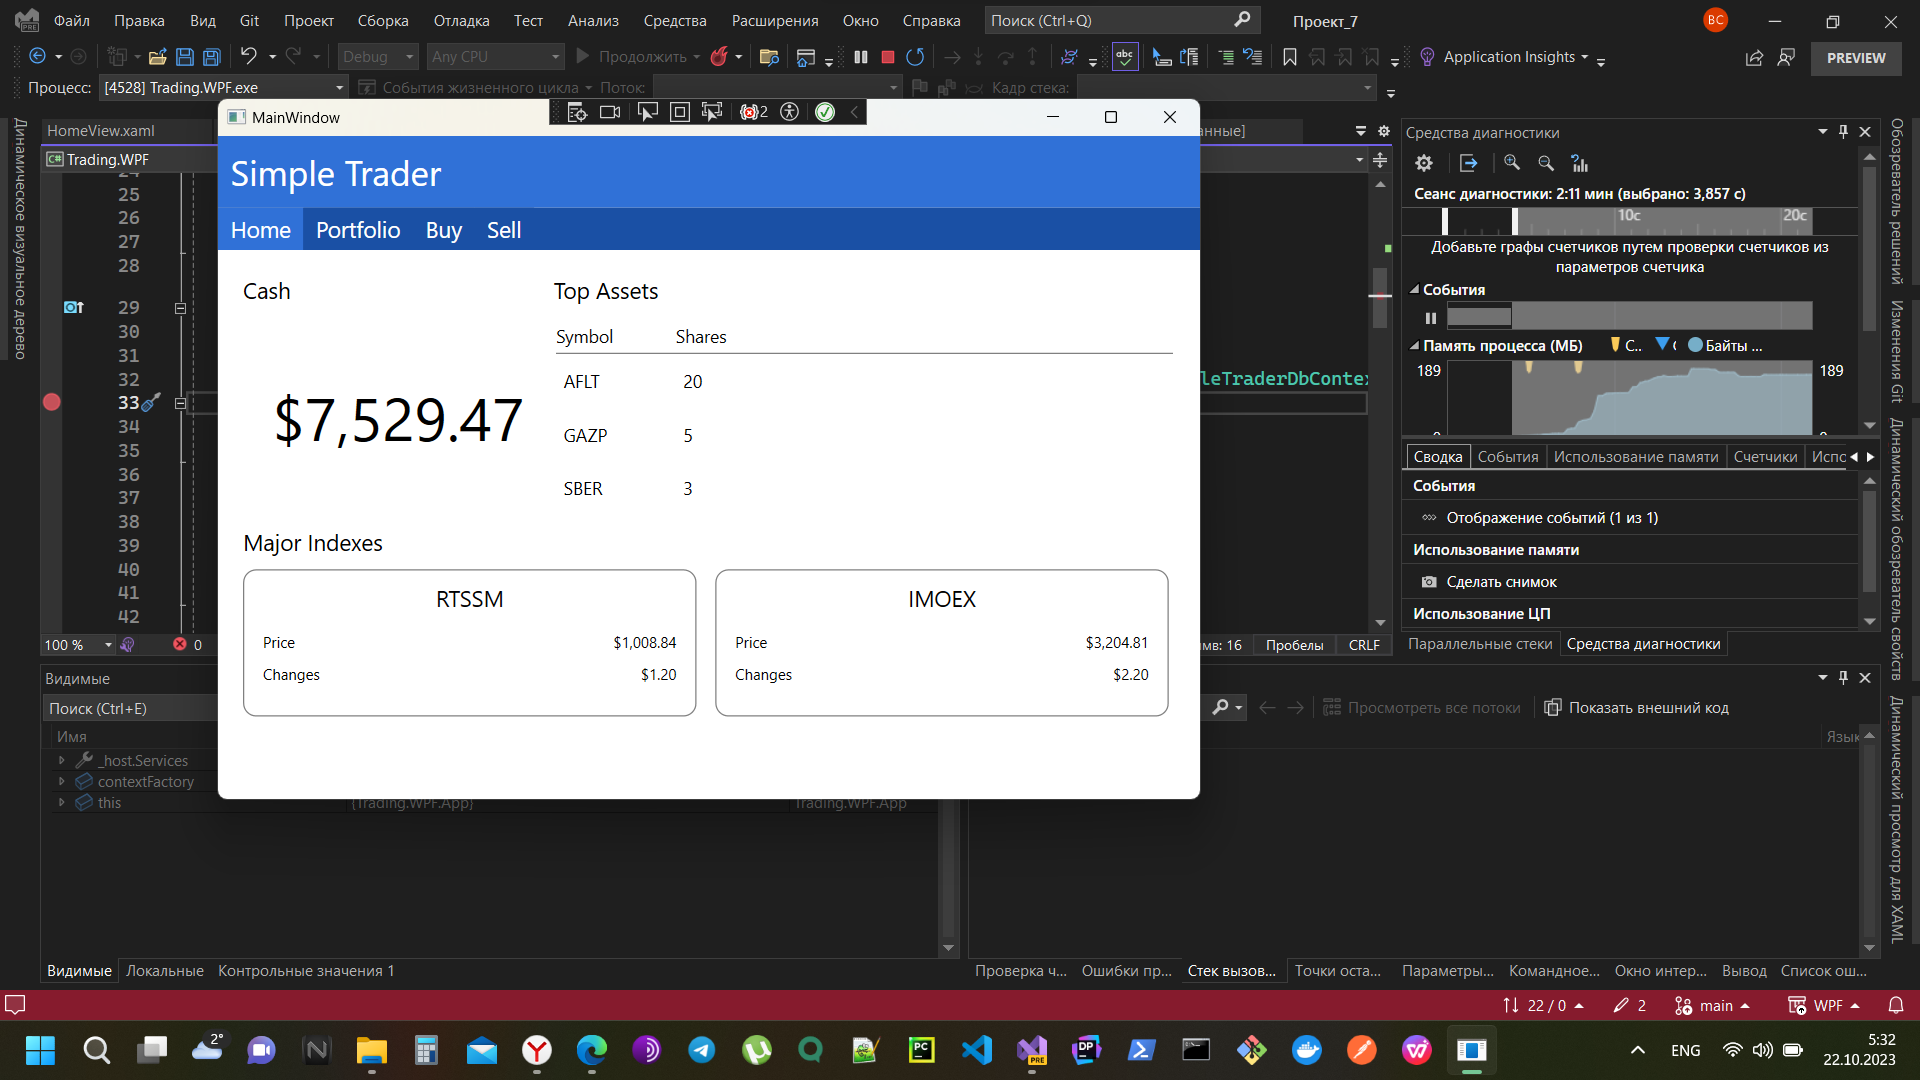 Файл Правка Вид Git Проект Сборка Отладка Тест Анализ Средства Расширения Окно Справка Поиск (Ctrl+Q) Проект_7 ВС
Debug Any CPU Продолжить abc Application Insights PREVIEW
Процесс: [4528] Trading.WPF.exe События жизненного цикла Поток: Кадр стека:
Динамическое визуальное дерево
HomeView.xaml
Trading.WPF
25
26
27
28
29
30
31
32
33
34
35
36
37
38
39
40
41
42
100 % 0
MainWindow
2
Simple Trader
Home Portfolio Buy Sell
Cash
$7,529.47
Top Assets
Symbol Shares
AFLT 20
GAZP 5
SBER 3
Major Indexes
RTSSM
Price $1,008.84
Changes $1.20
IMOEX
Price $3,204.81
Changes $2.20
анные]
leTraderDbConte
мв: 16 Пробелы CRLF
Средства диагностики
Сеанс диагностики: 2:11 мин (выбрано: 3,857 с)
10с 20с
Добавьте графы счетчиков путем проверки счетчиков из
параметров счетчика
События
Память процесса (МБ) С.. Байты ...
189 189
Сводка События Использование памяти Счетчики Испо
События
Отображение событий (1 из 1)
Использование памяти
Сделать снимок
Использование ЦП
Параллельные стеки Средства диагностики
Обозреватель решений
Изменения Git
Динамический обозреватель свойств
Динамический просмотр для XAML
Видимые
Поиск (Ctrl+E)
Имя
_host.Services
contextFactory
this {Trading.WPF.App} Trading.WPF.App
Просмотреть все потоки Показать внешний код
Язык
Видимые Локальные Контрольные значения 1
Проверка ч... Ошибки пр... Стек вызов... Точки оста... Параметры... Командное... Окно интер... Вывод Список ош...
22 / 0 2 main WPF
2° PRE DP PC ENG 5:32
22.10.2023